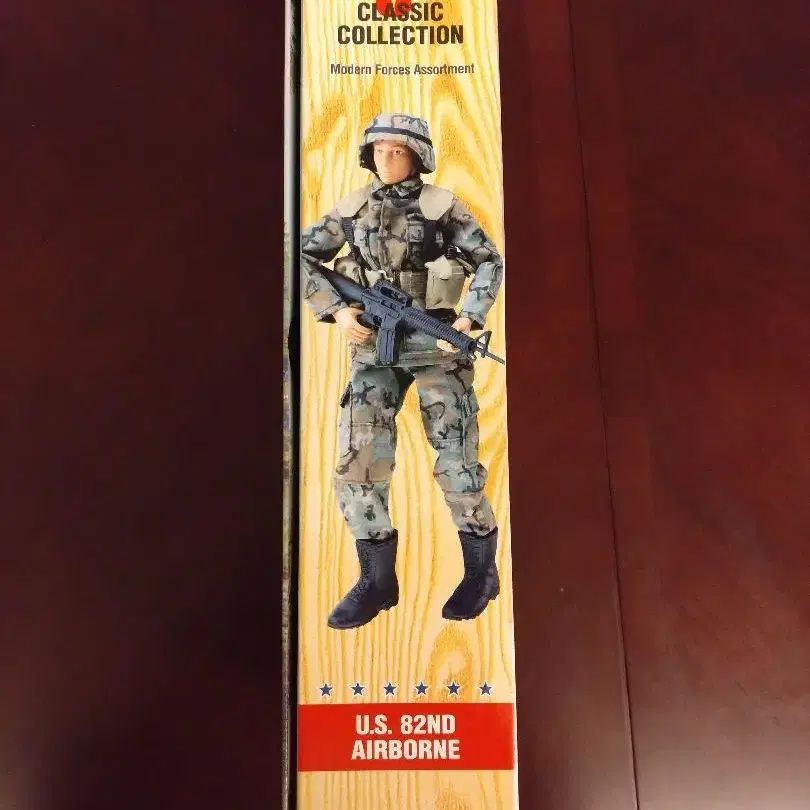 CLASSIC
COLLECTION
Modern Forces Assortment
U.S. 82ND
AIRBORNE